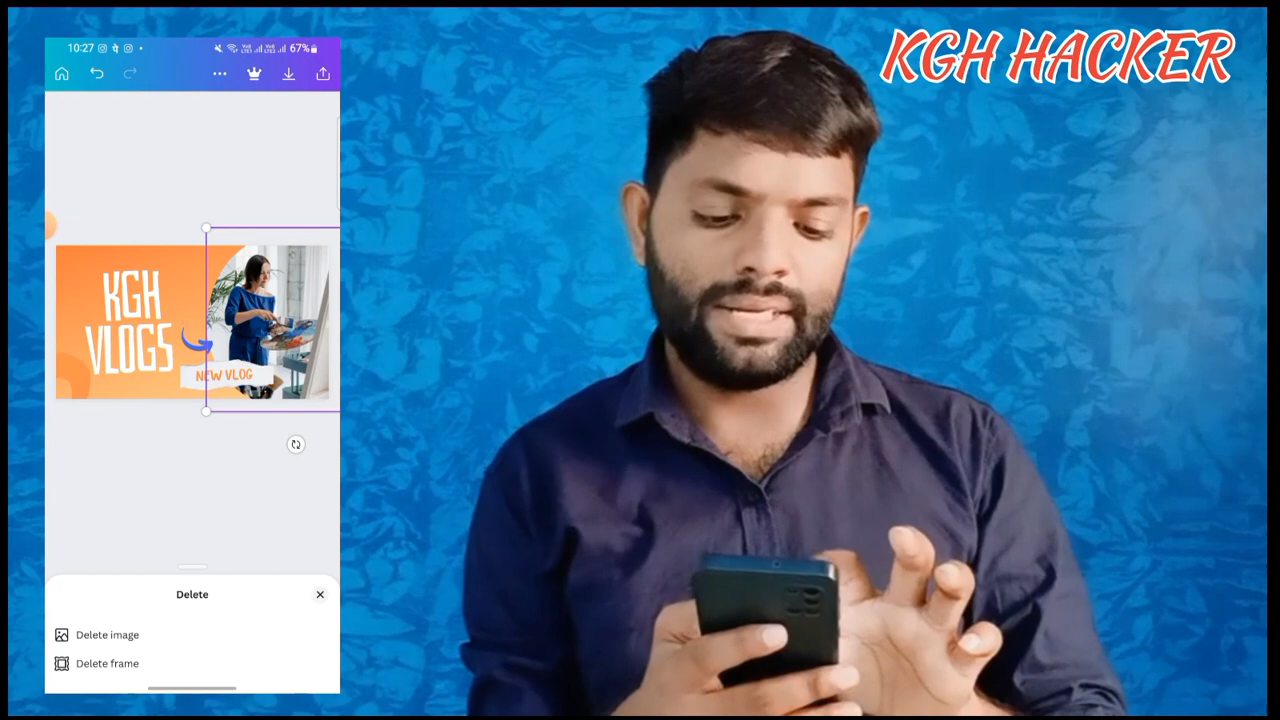 KGH HACKER
10:27
67%
KGH
VLOGS
NEW VLOG
Delete
Delete image
Delete frame